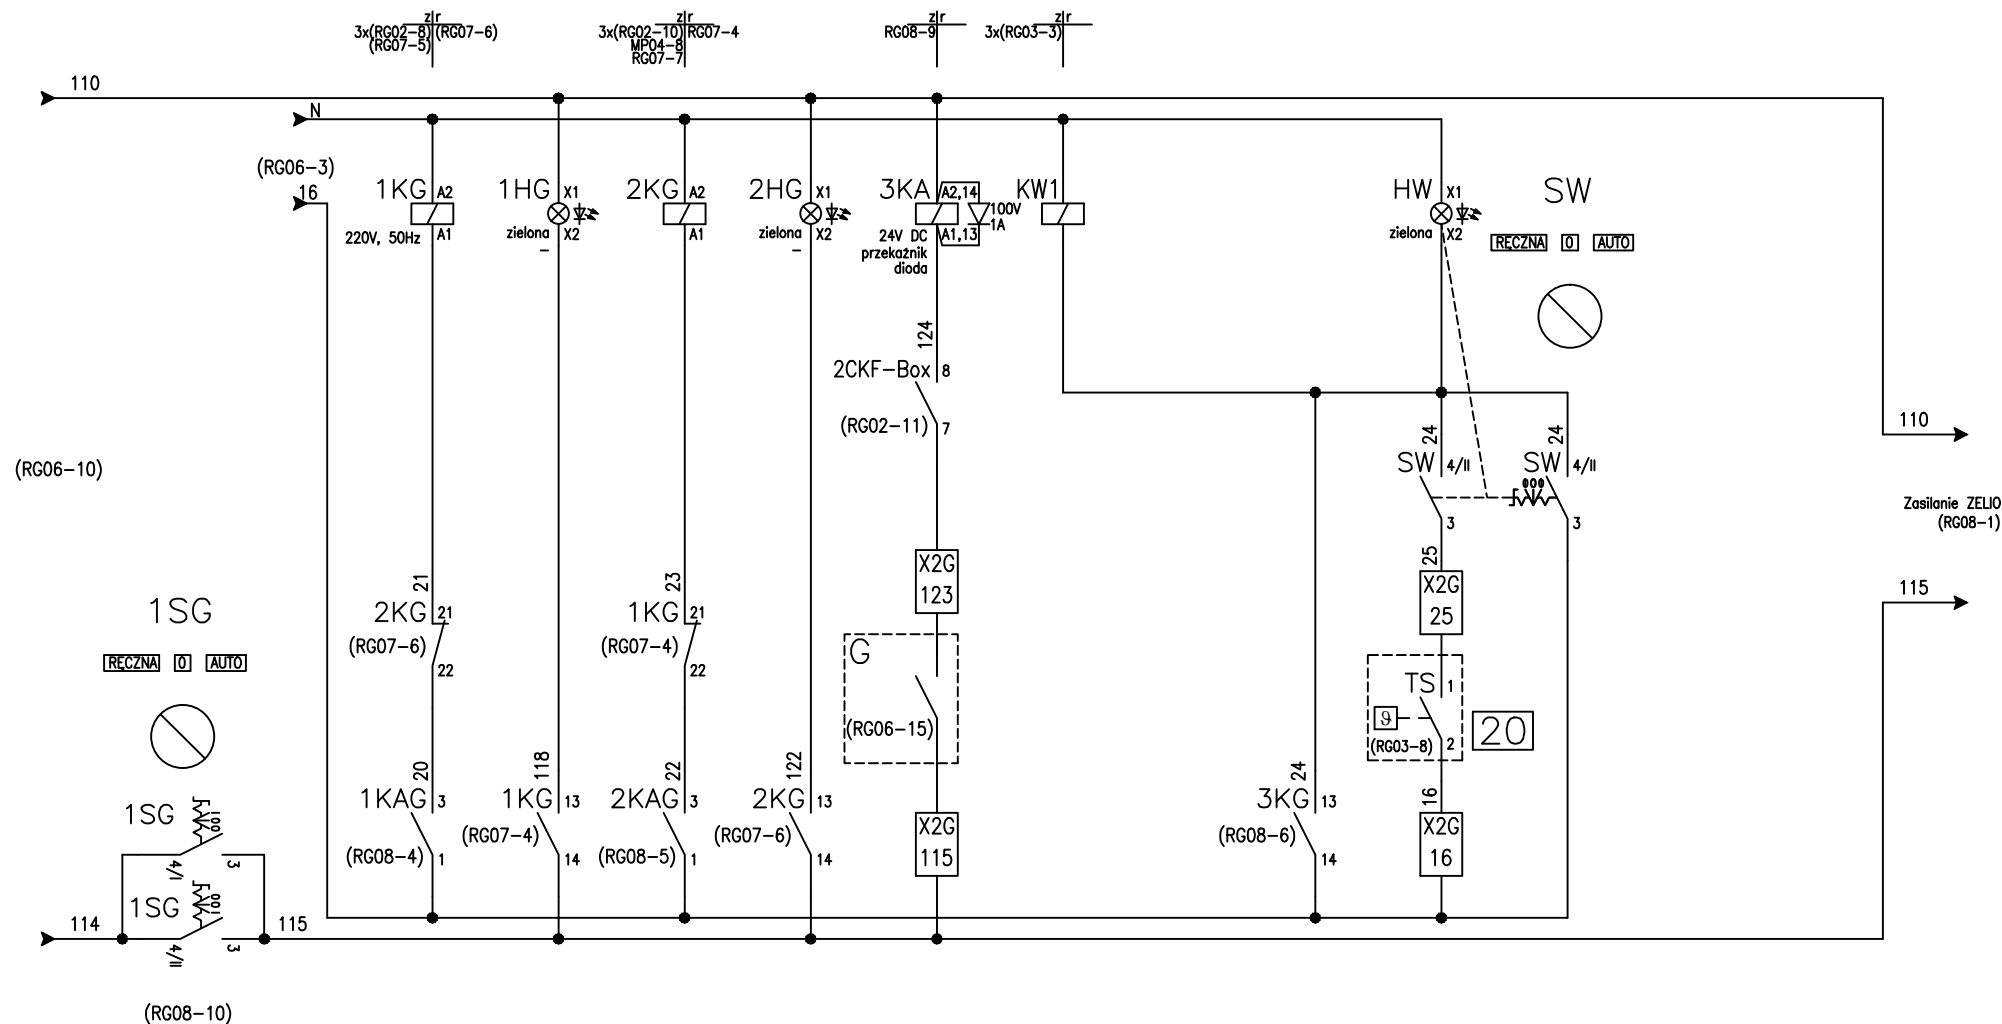 z|r
3x(RG02-8) (RG07-6)
(RG07-5)
z|r
3x(RG02-10) RG07-4
MP04-8
RG07-7
z|r
RG08-9
z|r
3x(RG03-3)
110
N
(RG06-3)
16
1KG A2
220V, 50Hz A1
1HG X1
zielona X2
–
2KG A2
A1
2HG X1
zielona X2
–
3KA A2,14
100V
1A
24V DC A1,13
przekaźnik
dioda
KW1
HW X1
zielona X2
SW
RĘCZNA 0 AUTO
124
2CKF-Box 8
(RG02-11) 7
110
24
SW 4/II
3
24
SW 4/II
000
3
(RG06-10)
Zasilanie ZELIO
(RG08-1)
115
25
X2G
25
X2G
123
21
2KG 21
(RG07-6)
22
23
1KG 21
(RG07-4)
22
1SG
RĘCZNA 0 AUTO
G
(RG06-15)
TS 1
ϑ
(RG03-8) 2
20
20
1KAG 3
(RG08-4) 1
118
1KG 13
(RG07-4)
14
22
2KAG 3
(RG08-5) 1
122
2KG 13
(RG07-6)
14
X2G
115
24
3KG 13
(RG08-6)
14
16
X2G
16
1SG
100
4/I
3
1SG
001
4/II
3
114
115
(RG08-10)